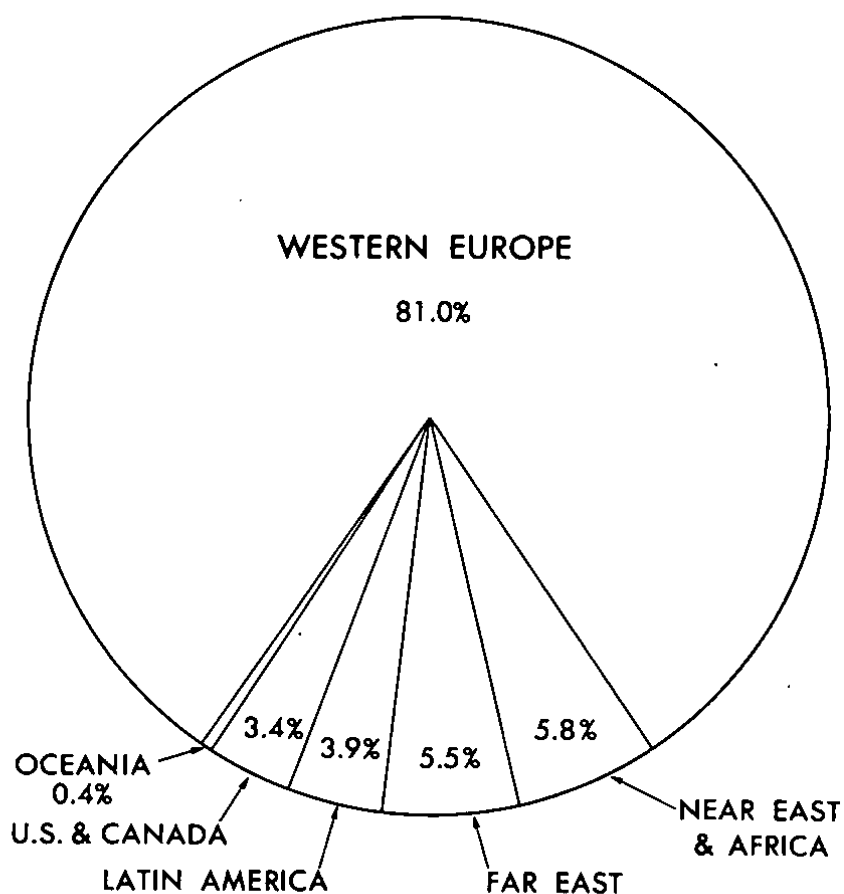 WESTERN EUROPE
81.0%
3.4%
3.9%
5.5%
5.8%
OCEANIA
0.4%
U.S. & CANADA
LATIN AMERICA
FAR EAST
NEAR EAST
& AFRICA